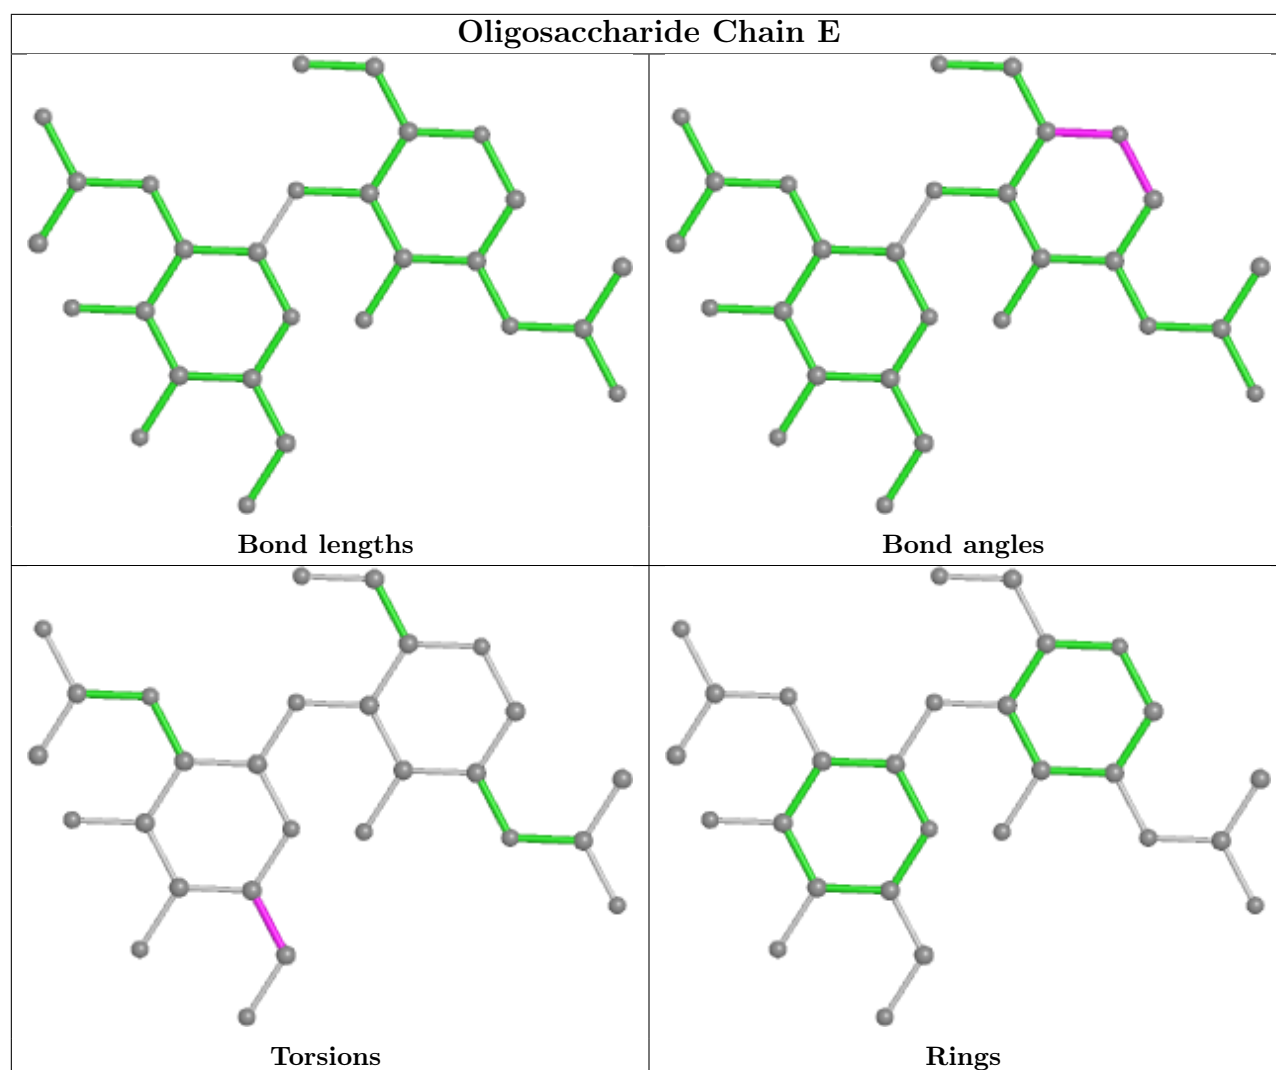 Oligosaccharide Chain E
Bond lengths
Bond angles
Torsions
Rings